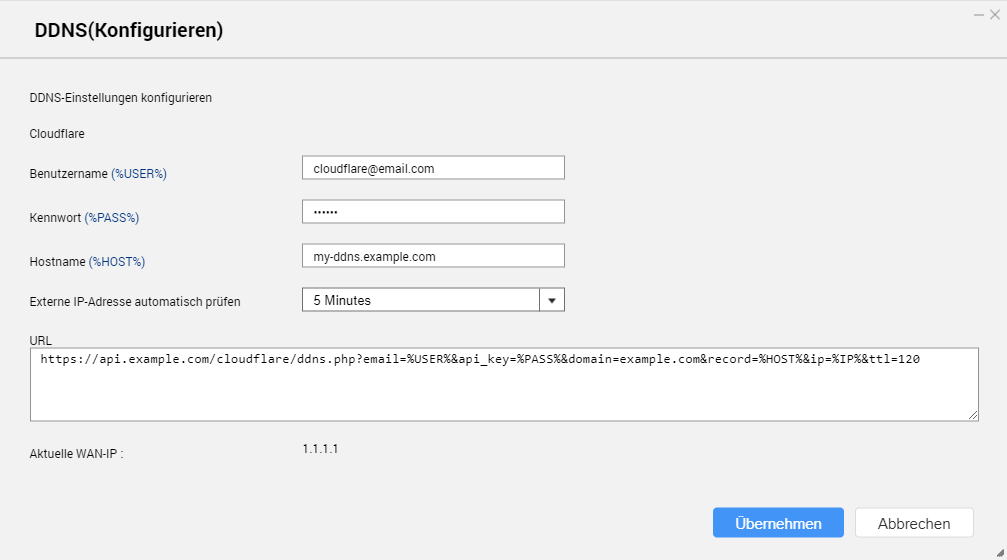 DDNS(Konfigurieren)
DDNS-Einstellungen konfigurieren
Cloudflare
Benutzername (%USER%) cloudflare@email.com
Kennwort (%PASS%) ••••••
Hostname (%HOST%) my-ddns.example.com
Externe IP-Adresse automatisch prüfen 5 Minutes
URL
https://api.example.com/cloudflare/ddns.php?email=%USER%&api_key=%PASS%&domain=example.com&record=%HOST%&ip=%IP%&ttl=120
Aktuelle WAN-IP : 1.1.1.1
Übernehmen Abbrechen